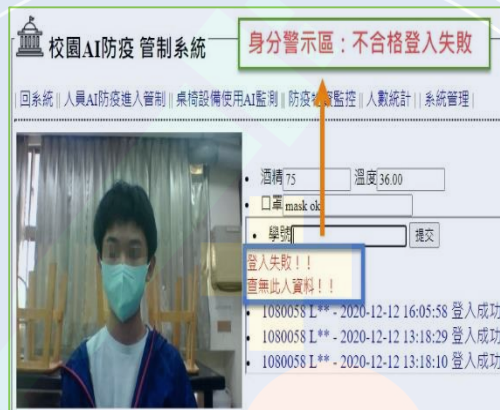 校園AI防疫 管制系統
身分警示區：不合格登入失敗
| 回系統 || 人員AI防疫進入管制 || 桌椅設備使用AI監測 || 防疫物資監控 || 人數統計 || 系統管理 |
酒精 75 溫度 36.00
口罩 mask ok
學號 提交
登入失敗！！
查無此人資料！！
1080058 L** - 2020-12-12 16:05:58 登入成功
1080058 L** - 2020-12-12 13:18:29 登入成功
1080058 L** - 2020-12-12 13:18:10 登入成功